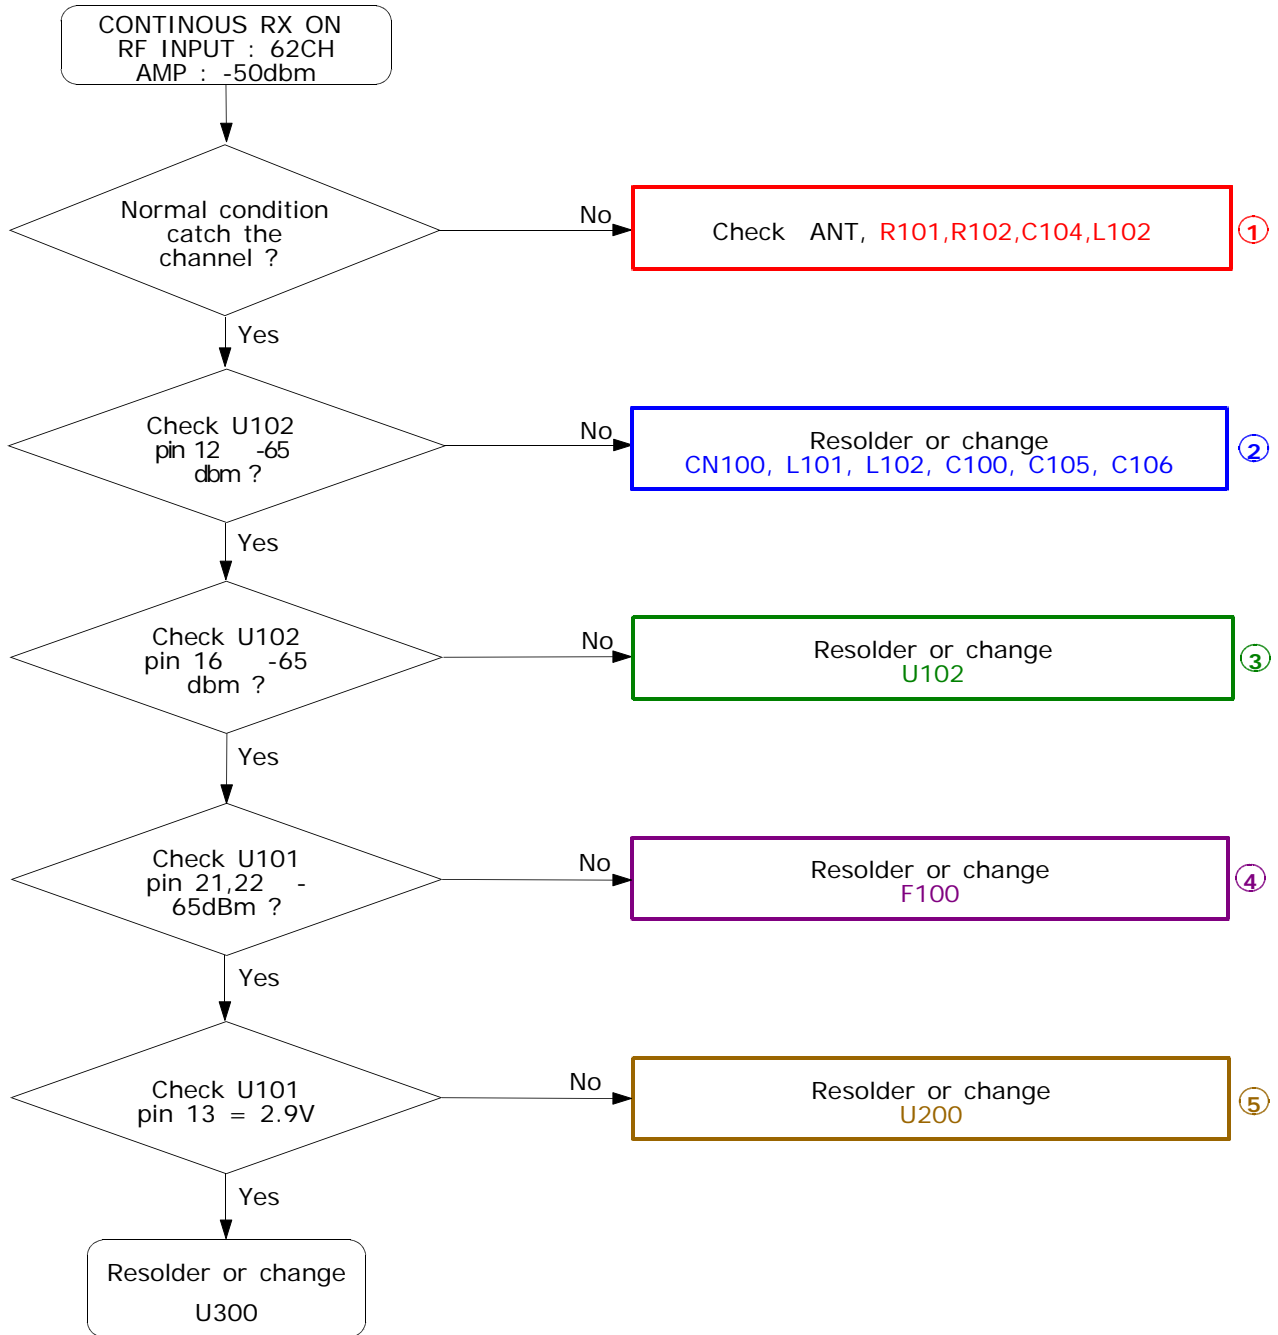 CONTINOUS RX ON
RF INPUT : 62CH
AMP : -50dbm
Normal condition
catch the
channel ?
No
Check ANT, R101,R102,C104,L102
1
Yes
Check U102
pin 12 -65
dbm ?
No
Resolder or change
CN100, L101, L102, C100, C105, C106
2
Yes
Check U102
pin 16 -65
dbm ?
No
Resolder or change
U102
3
Yes
Check U101
pin 21,22 -
65dBm ?
No
Resolder or change
F100
4
Yes
Check U101
pin 13 = 2.9V
No
Resolder or change
U200
5
Yes
Resolder or change
U300